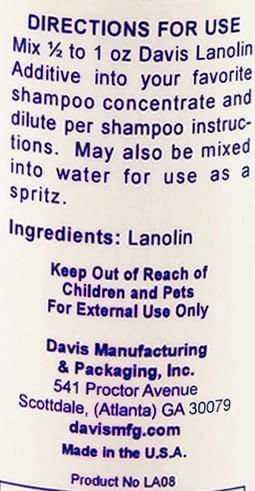 DIRECTIONS FOR USE
Mix ½ to 1 oz Davis Lanolin
Additive into your favorite
shampoo concentrate and
dilute per shampoo instruc-
tions. May also be mixed
into water for use as a
spritz.
Ingredients: Lanolin
Keep Out of Reach of
Children and Pets
For External Use Only
Davis Manufacturing
& Packaging, Inc.
541 Proctor Avenue
Scottdale, (Atlanta) GA 30079
davismfg.com
Made in the U.S.A.
Product No LA08